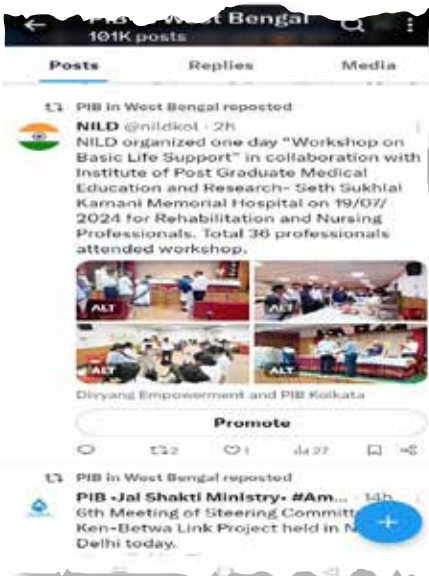 PIB in West Bengal
101K posts
Posts Replies Media
PIB in West Bengal reposted
NILD @nildkol · 2h
NILD organized one day "Workshop on
Basic Life Support" in collaboration with
Institute of Post Graduate Medical
Education and Research- Seth Sukhlal
Karnani Memorial Hospital on 19/07/
2024 for Rehabilitation and Nursing
Professionals. Total 36 professionals
attended workshop.
ALT ALT
ALT ALT
Divyang Empowerment and PIB Kolkata
Promote
2 1 27
PIB in West Bengal reposted
PIB -Jal Shakti Ministry- #Am... · 14h
6th Meeting of Steering Committ
Ken-Betwa Link Project held in N
Delhi today.